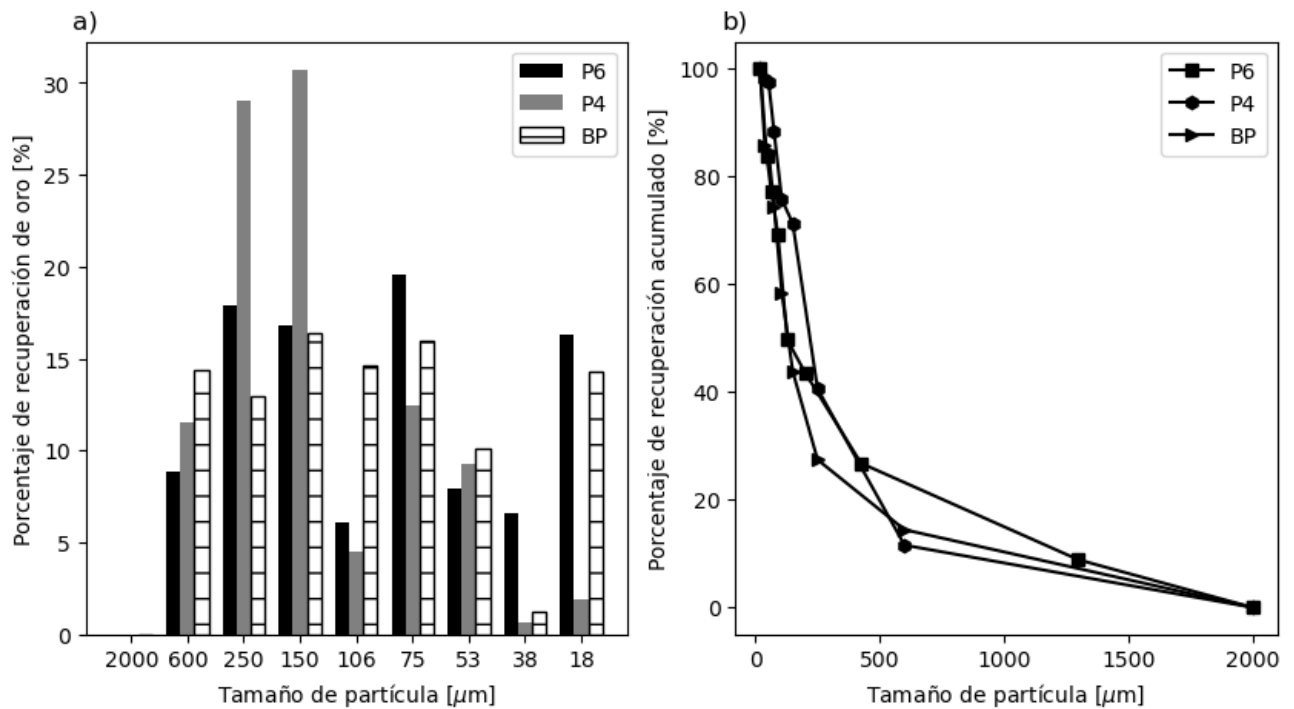 a)
Porcentaje de recuperación de oro [%]
30
25
20
15
10
5
0
P6
P4
BP
2000 600 250 150 106 75 53 38 18
Tamaño de partícula [μm]
b)
Porcentaje de recuperación acumulado [%]
100
80
60
40
20
0
P6
P4
BP
0 500 1000 1500 2000
Tamaño de partícula [μm]